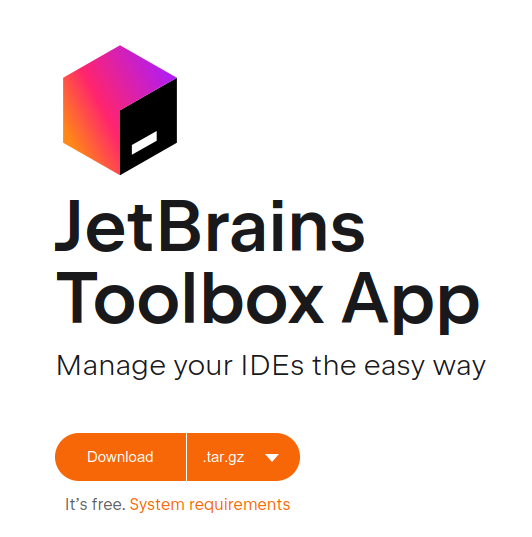 JetBrains
Toolbox App
Manage your IDEs the easy way
Download .tar.gz
It's free. System requirements